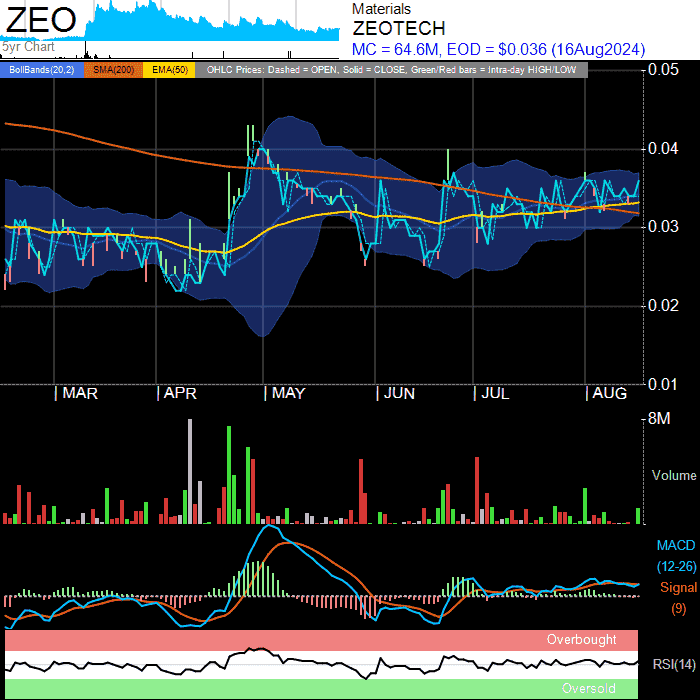 ZEO
5yr Chart
Materials
ZEOTECH
MC = 64.6M, EOD = $0.036 (16Aug2024)
BollBands(20,2) SMA(200) EMA(50) OHLC Prices: Dashed = OPEN, Solid = CLOSE, Green/Red bars = Intra-day HIGH/LOW
0.05
0.04
0.03
0.02
0.01
MAR APR MAY JUN JUL AUG
8M
Volume
MACD
(12-26)
Signal
(9)
Overbought
RSI(14)
Oversold